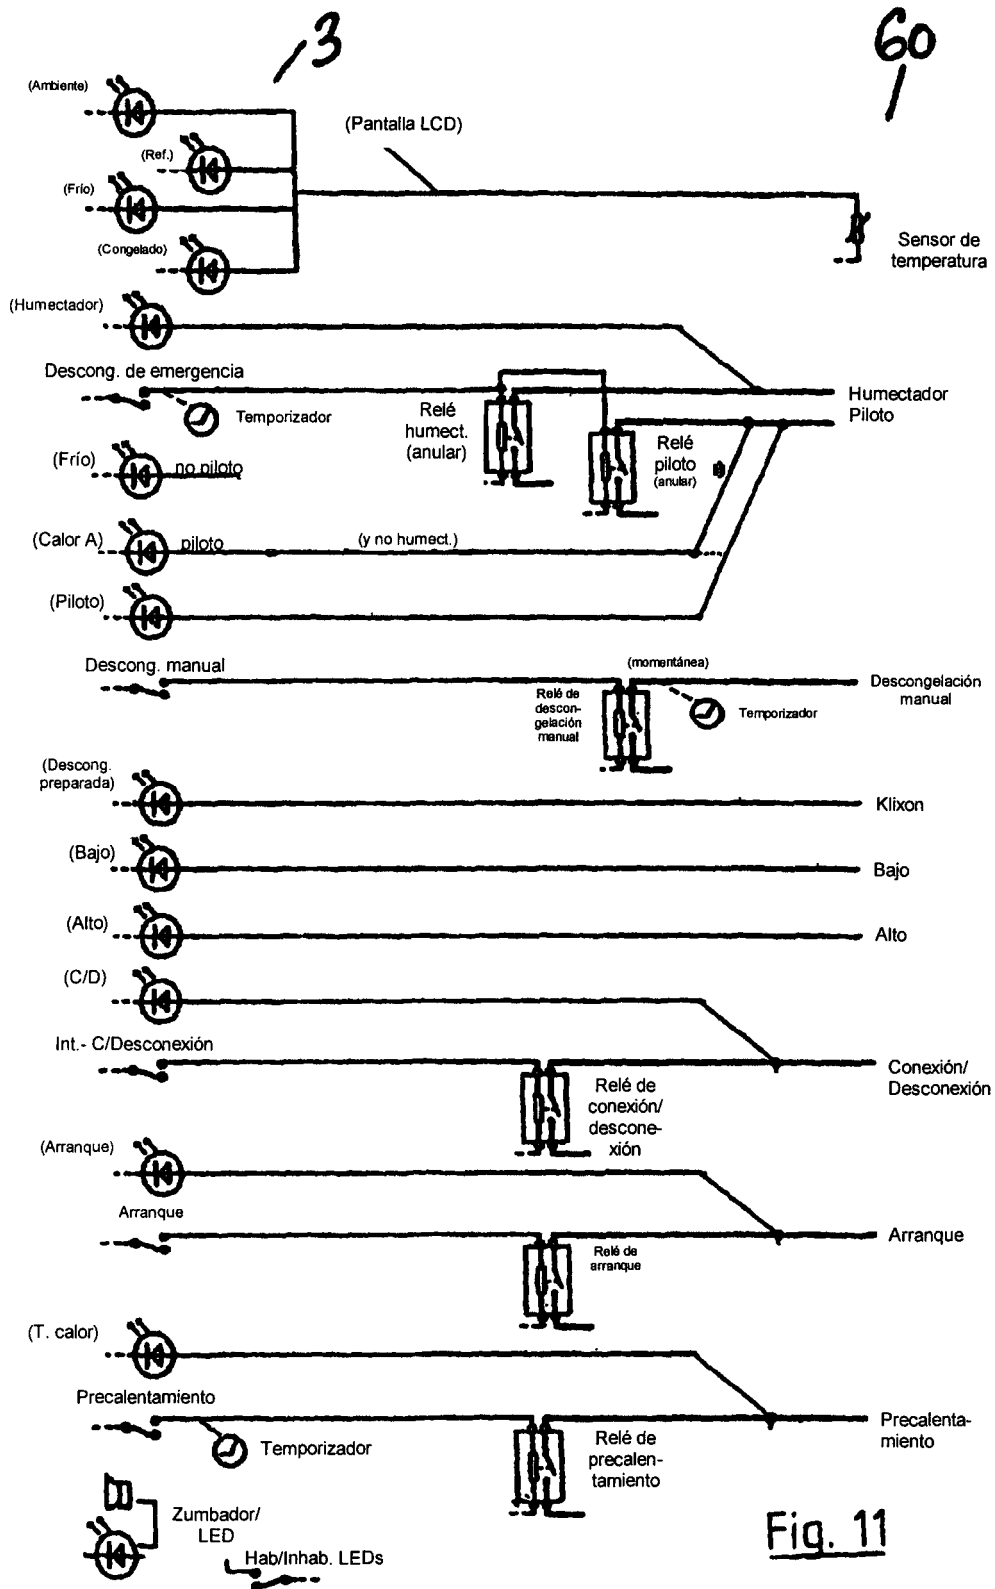 3
60
(Ambiente)
(Pantalla LCD)
(Ref.)
(Frío)
Sensor de
temperatura
(Congelado)
(Humectador)
Descong. de emergencia
Temporizador
Relé
humect.
(anular)
Humectador
Piloto
Relé
piloto
(anular)
(Frío)
no piloto
(Calor A)
piloto
(y no humect.)
(Piloto)
Descong. manual
(momentánea)
Relé de
descon-
gelación
manual
Temporizador
Descongelación
manual
(Descong.
preparada)
Klixon
(Bajo)
Bajo
(Alto)
Alto
(C/D)
Int.- C/Desconexión
Relé de
conexión/
descone-
xión
Conexión/
Desconexión
(Arranque)
Arranque
Relé de
arranque
Arranque
(T. calor)
Precalentamiento
Temporizador
Relé de
precalen-
tamiento
Precalenta-
miento
Zumbador/
LED
Hab/Inhab. LEDs
Fig. 11